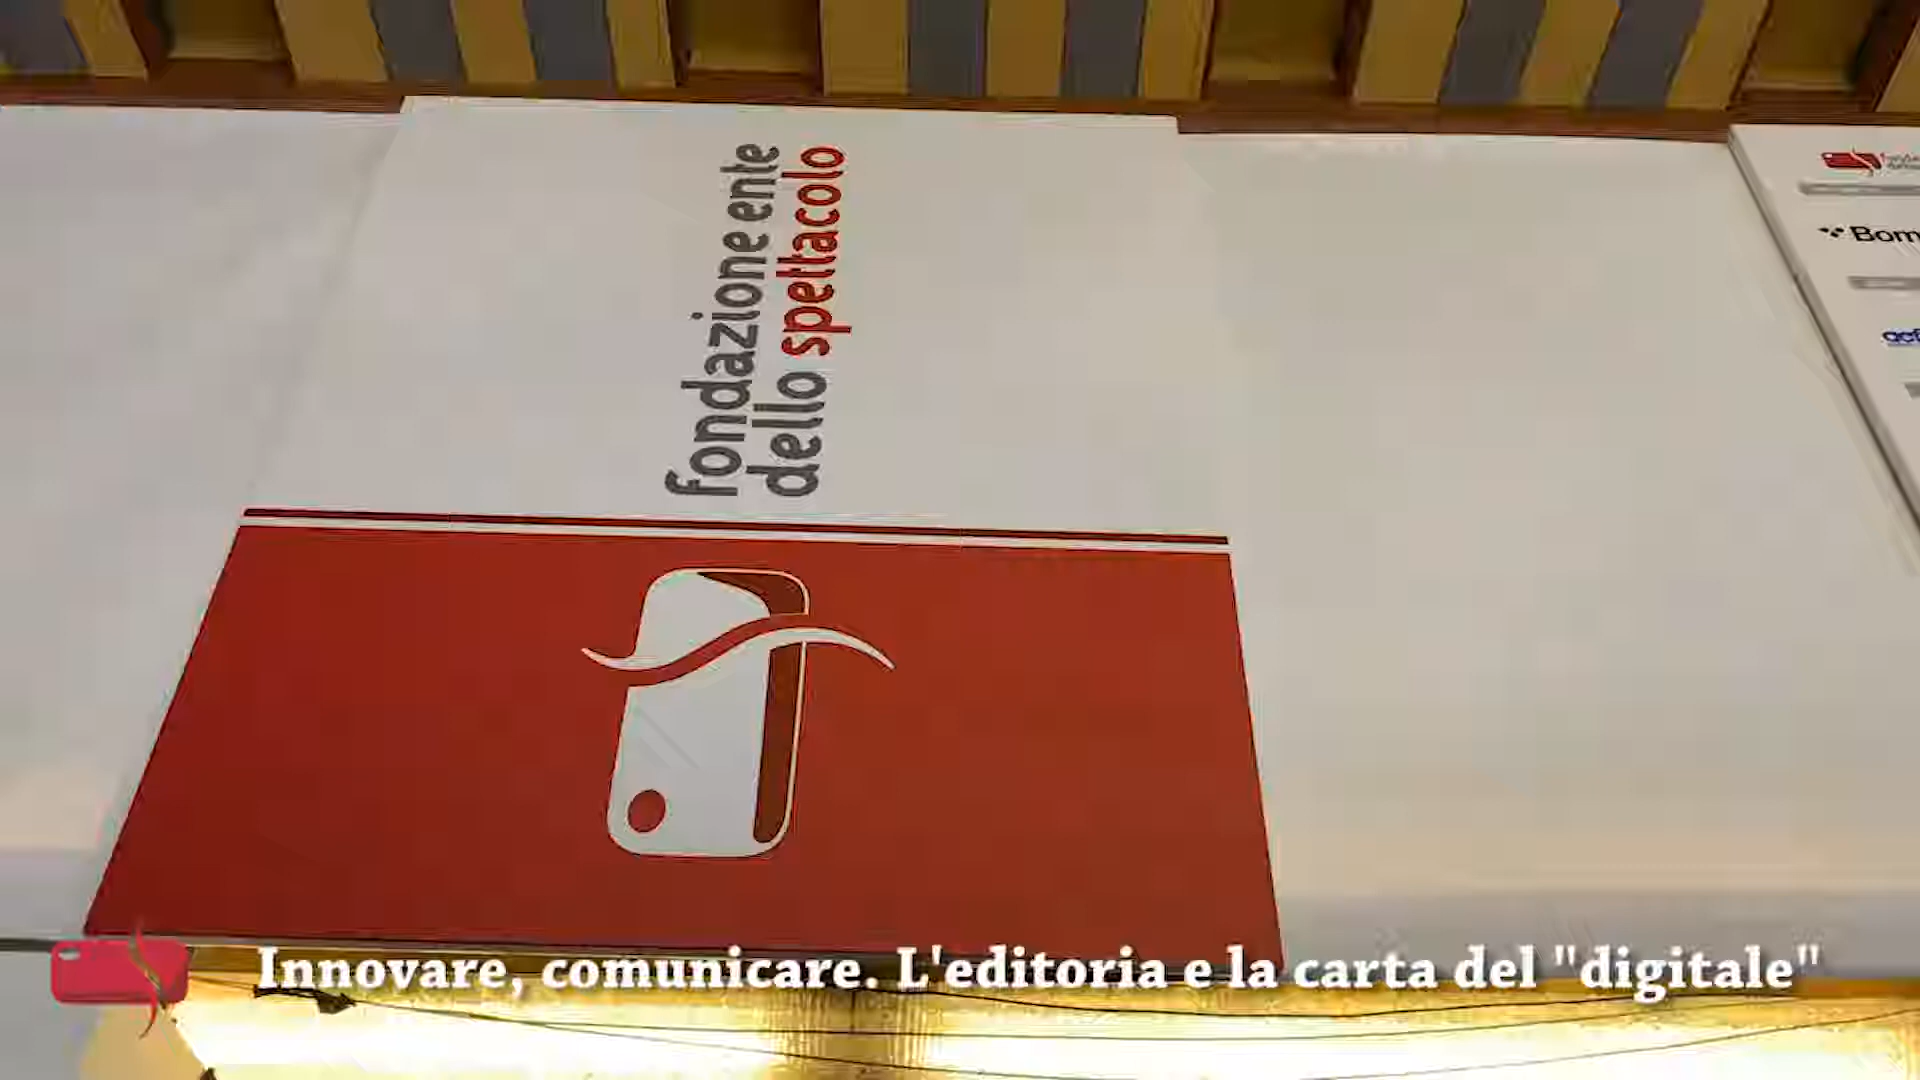 fondazione ente
dello spettacolo
Innovare, comunicare. L'editoria e la carta del "digitale"